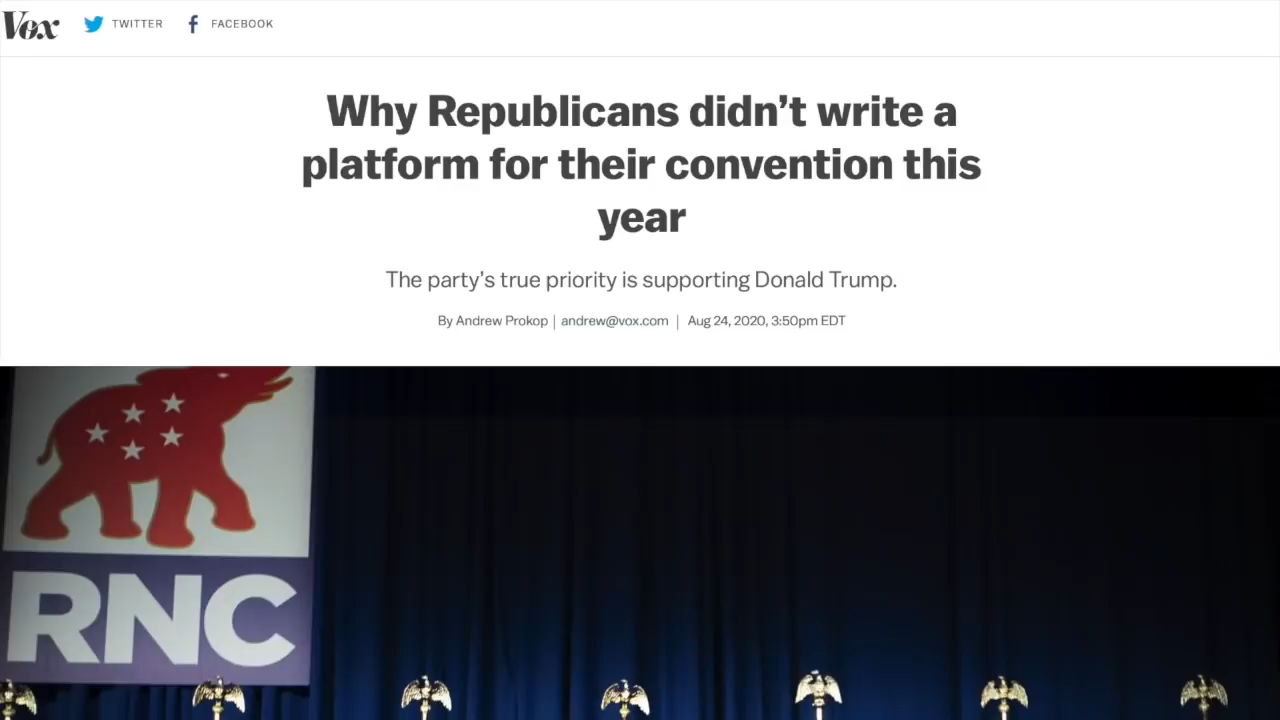 Vox TWITTER FACEBOOK
Why Republicans didn’t write a
platform for their convention this
year
The party's true priority is supporting Donald Trump.
By Andrew Prokop | andrew@vox.com | Aug 24, 2020, 3:50pm EDT
RNC